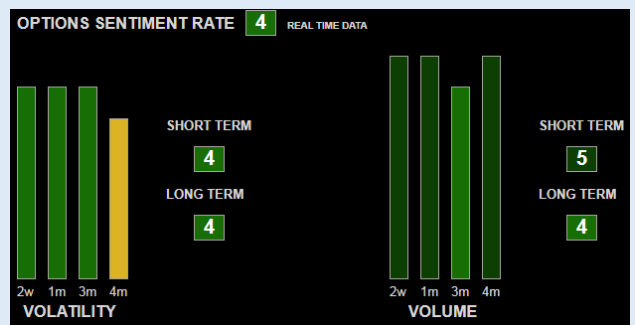 OPTIONS SENTIMENT RATE 4 REAL TIME DATA
SHORT TERM
4
LONG TERM
4
2w 1m 3m 4m
VOLATILITY
SHORT TERM
5
LONG TERM
4
2w 1m 3m 4m
VOLUME